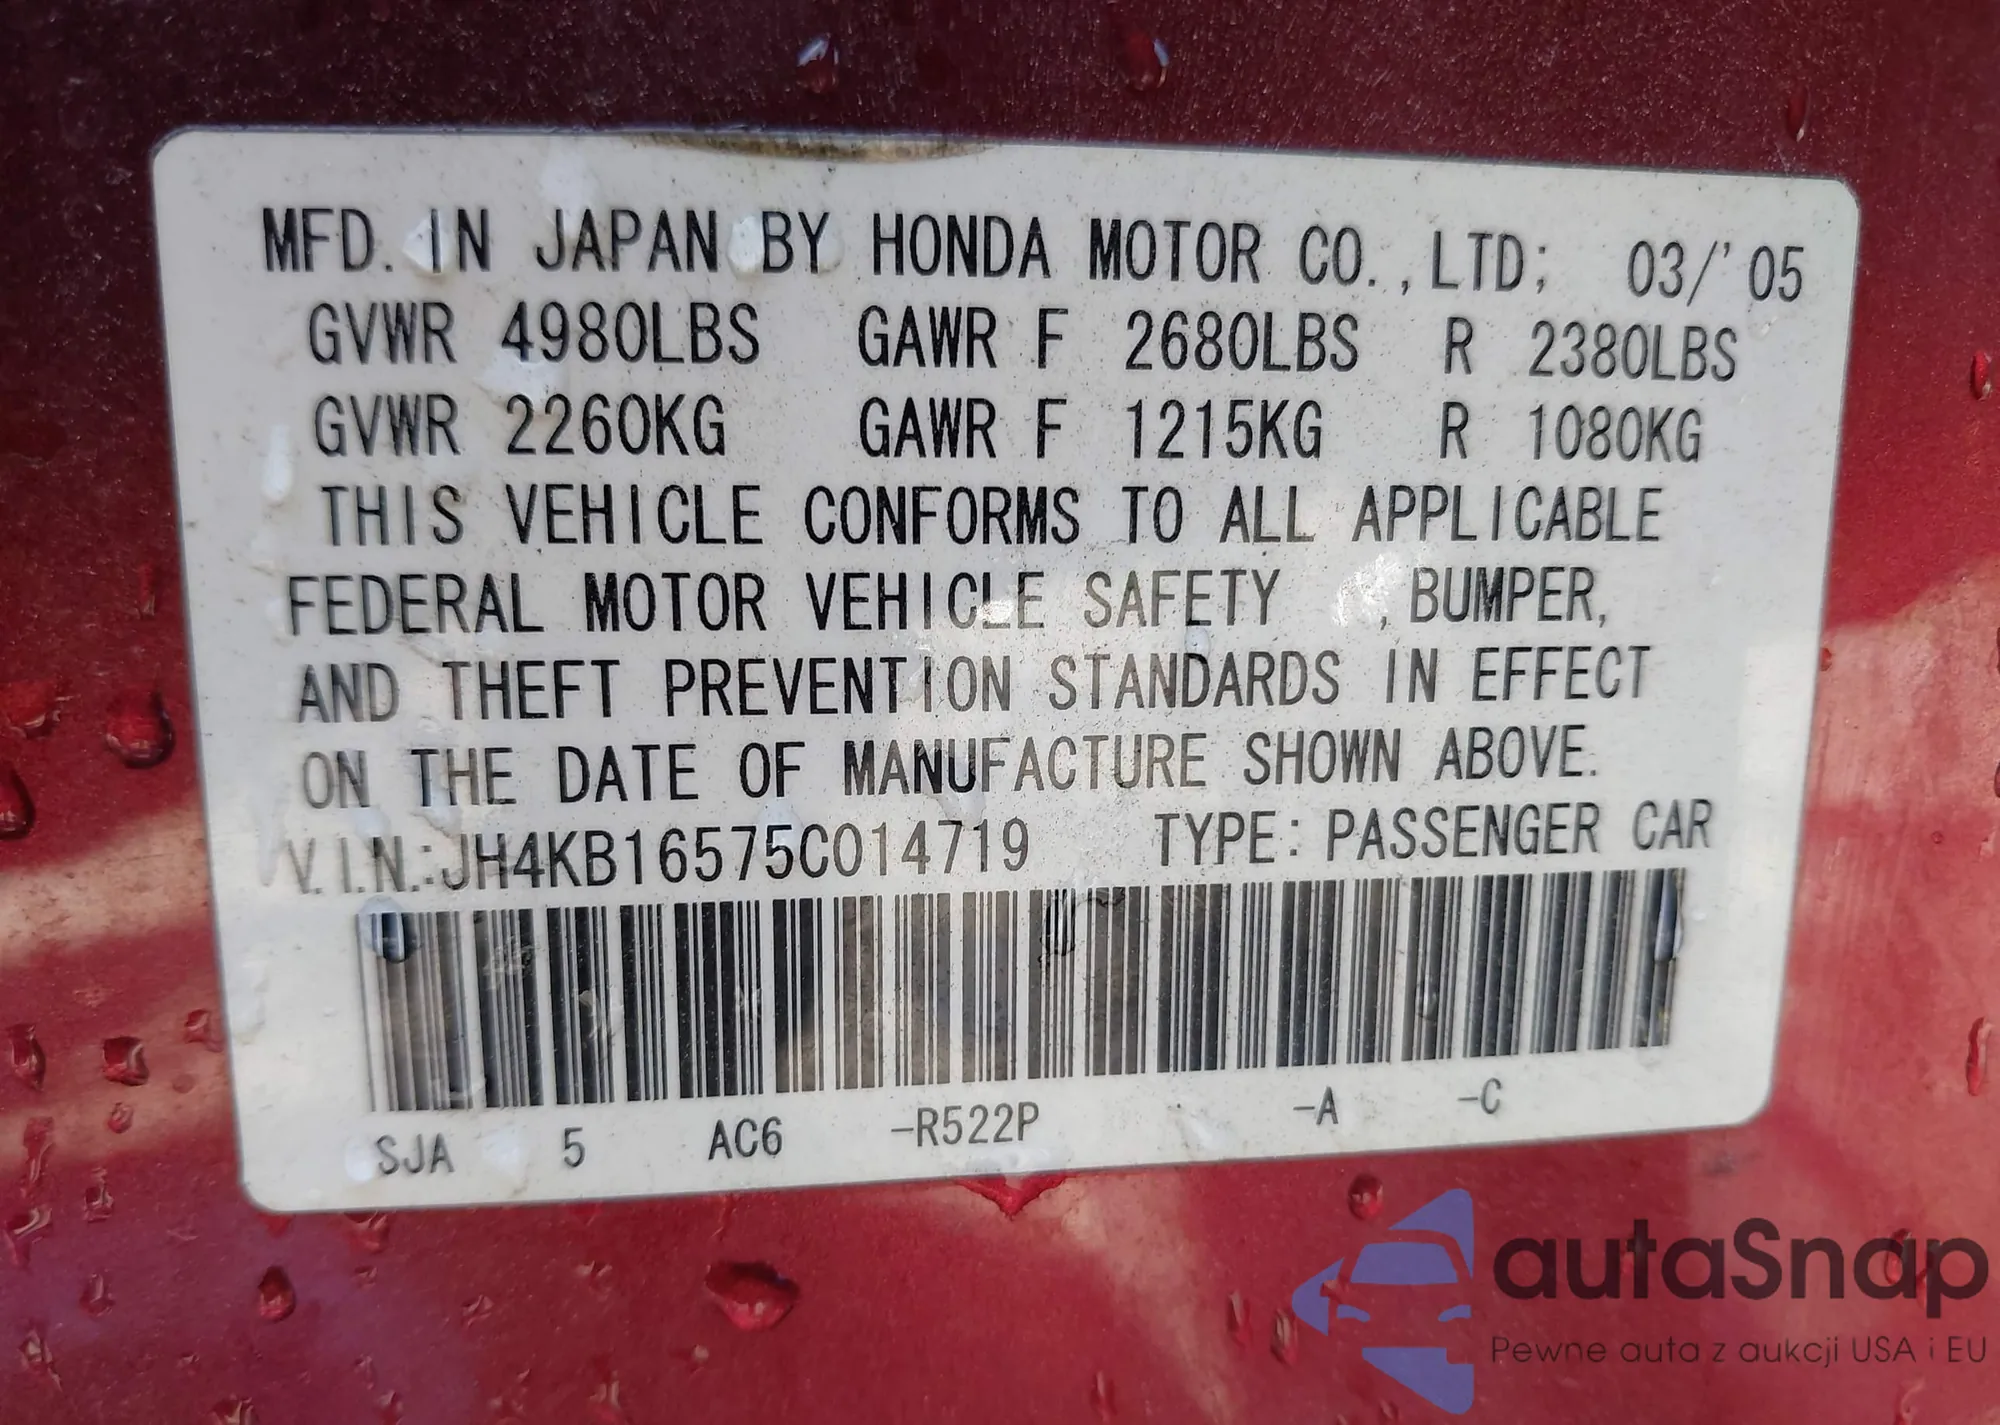 MFD. IN JAPAN BY HONDA MOTOR CO.,LTD; 03/'05
GVWR 4980LBS GAWR F 2680LBS R 2380LBS
GVWR 2260KG GAWR F 1215KG R 1080KG
THIS VEHICLE CONFORMS TO ALL APPLICABLE
FEDERAL MOTOR VEHICLE SAFETY ,BUMPER,
AND THEFT PREVENTION STANDARDS IN EFFECT
ON THE DATE OF MANUFACTURE SHOWN ABOVE.
V.I.N.:JH4KB16575C014719 TYPE: PASSENGER CAR
SJA 5 AC6 -R522P -A -C
autaSnap
Pewne auta z aukcji USA i EU